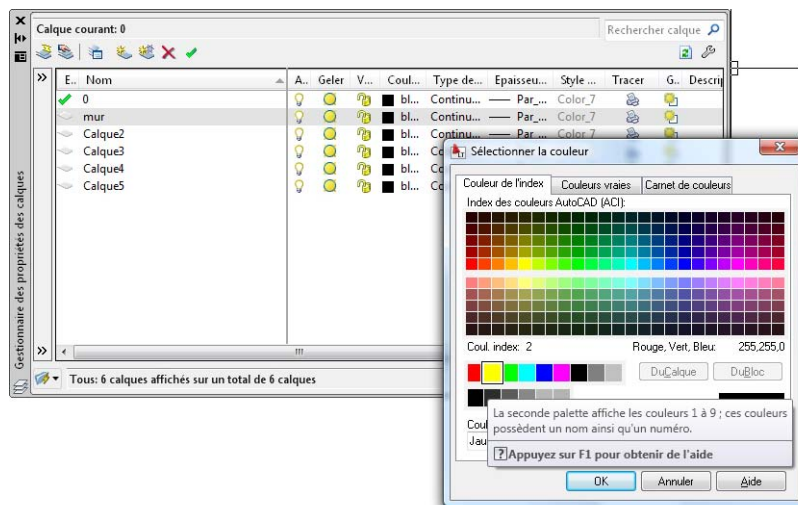 Calque courant: 0
Rechercher calque
E.. Nom A.. Geler V... Coul... Type de... Epaisseu... Style ... Tracer G.. Descrip
0 bl... Continu... Par_... Color_7
mur bl... Continu... Par_... Color_7
Calque2 bl... Continu... Par_... Color_7
Calque3 bl... Co
Calque4 bl... Co
Calque5 bl... Co
Gestionnaire des propriétés des calques
Tous: 6 calques affichés sur un total de 6 calques
Sélectionner la couleur
Couleur de l'index Couleurs vraies Carnet de couleurs
Index des couleurs AutoCAD (ACI):
Coul. index: 2 Rouge, Vert, Bleu: 255,255,0
DuCalque DuBloc
Coul
Jau
La seconde palette affiche les couleurs 1 à 9 ; ces couleurs
possèdent un nom ainsi qu'un numéro.
Appuyez sur F1 pour obtenir de l'aide
OK Annuler Aide